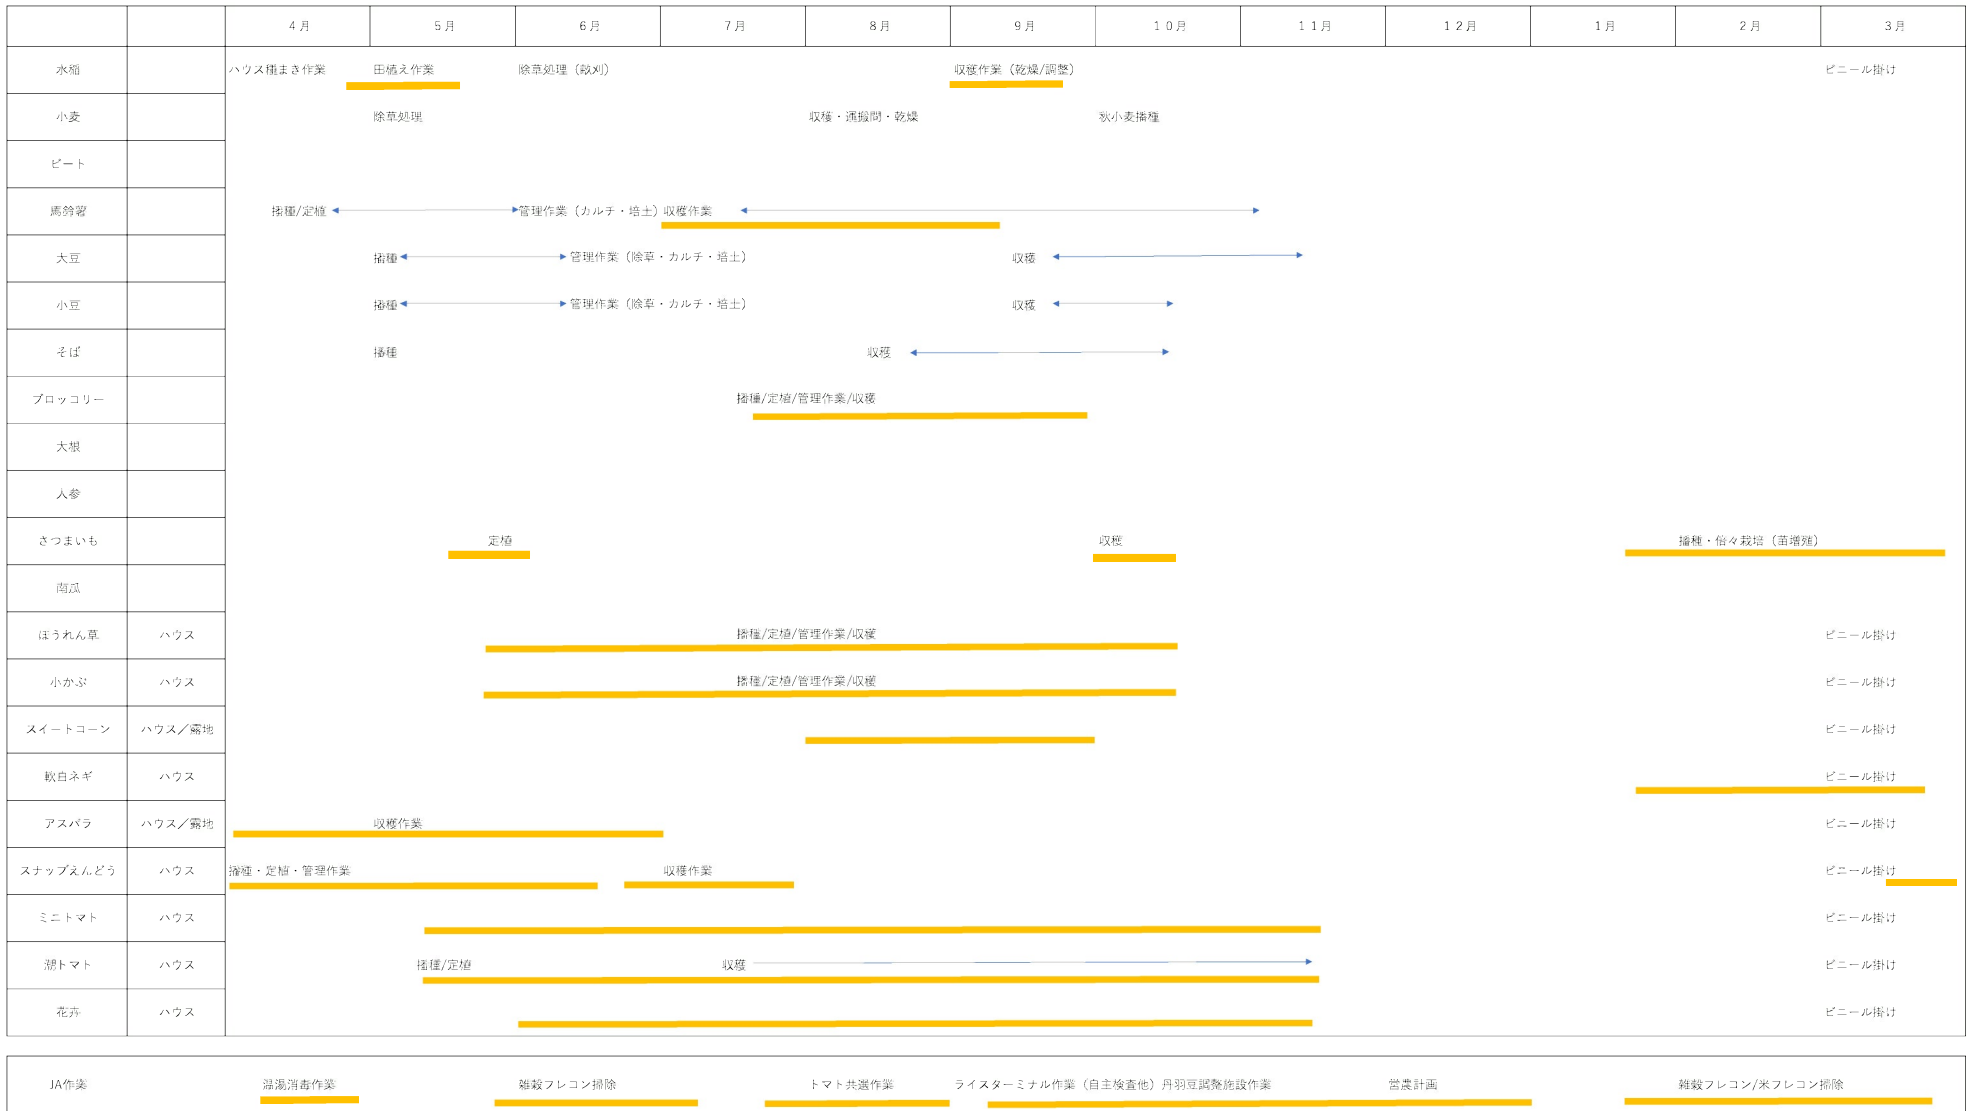 ４月 ５月 ６月 ７月 ８月 ９月 １０月 １１月 １２月 １月 ２月 ３月
水稲 ハウス種まき作業 田植え作業 除草処理（畝刈） 収穫作業（乾燥/調整） ビニール掛け
小麦 除草処理 収穫・運搬問・乾燥 秋小麦播種
ビート
馬鈴薯 播種/定植 管理作業（カルチ・培土）収穫作業
大豆 播種 管理作業（除草・カルチ・培土） 収穫
小豆 播種 管理作業（除草・カルチ・培土） 収穫
そば 播種 収穫
ブロッコリー 播種/定植/管理作業/収穫
大根
人参
さつまいも 定植 収穫 播種・倍々栽培（苗増殖）
南瓜
ほうれん草 ハウス 播種/定植/管理作業/収穫 ビニール掛け
小かぶ ハウス 播種/定植/管理作業/収穫 ビニール掛け
スイートコーン ハウス／露地 ビニール掛け
軟白ネギ ハウス ビニール掛け
アスパラ ハウス／露地 収穫作業 ビニール掛け
スナップえんどう ハウス 播種・定植・管理作業 収穫作業 ビニール掛け
ミニトマト ハウス ビニール掛け
潮トマト ハウス 播種/定植 収穫 ビニール掛け
花卉 ハウス ビニール掛け
JA作業 温湯消毒作業 雑穀フレコン掃除 トマト共選作業 ライスターミナル作業（自主検査他）丹羽豆調整施設作業 営農計画 雑穀フレコン/米フレコン掃除